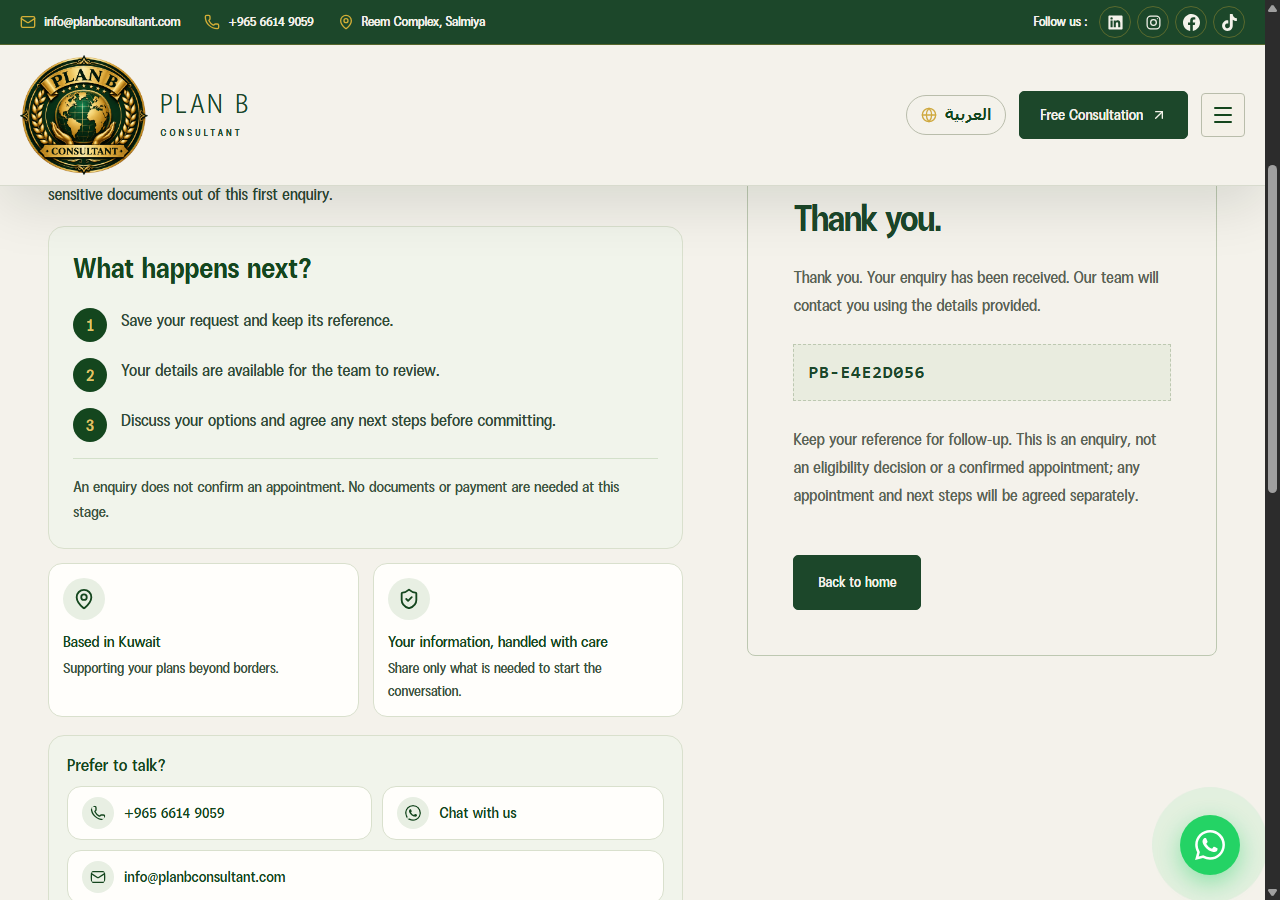 info@planbconsultant.com
+965 6614 9059
Reem Complex, Salmiya
Follow us :
PLAN B
CONSULTANT
PLAN B
CONSULTANT
العربية
Free Consultation
sensitive documents out of this first enquiry.
What happens next?
1 Save your request and keep its reference.
2 Your details are available for the team to review.
3 Discuss your options and agree any next steps before committing.
An enquiry does not confirm an appointment. No documents or payment are needed at this
stage.
Based in Kuwait
Supporting your plans beyond borders.
Your information, handled with care
Share only what is needed to start the
conversation.
Prefer to talk?
+965 6614 9059
Chat with us
info@planbconsultant.com
Thank you.
Thank you. Your enquiry has been received. Our team will
contact you using the details provided.
PB-E4E2D056
Keep your reference for follow-up. This is an enquiry, not
an eligibility decision or a confirmed appointment; any
appointment and next steps will be agreed separately.
Back to home